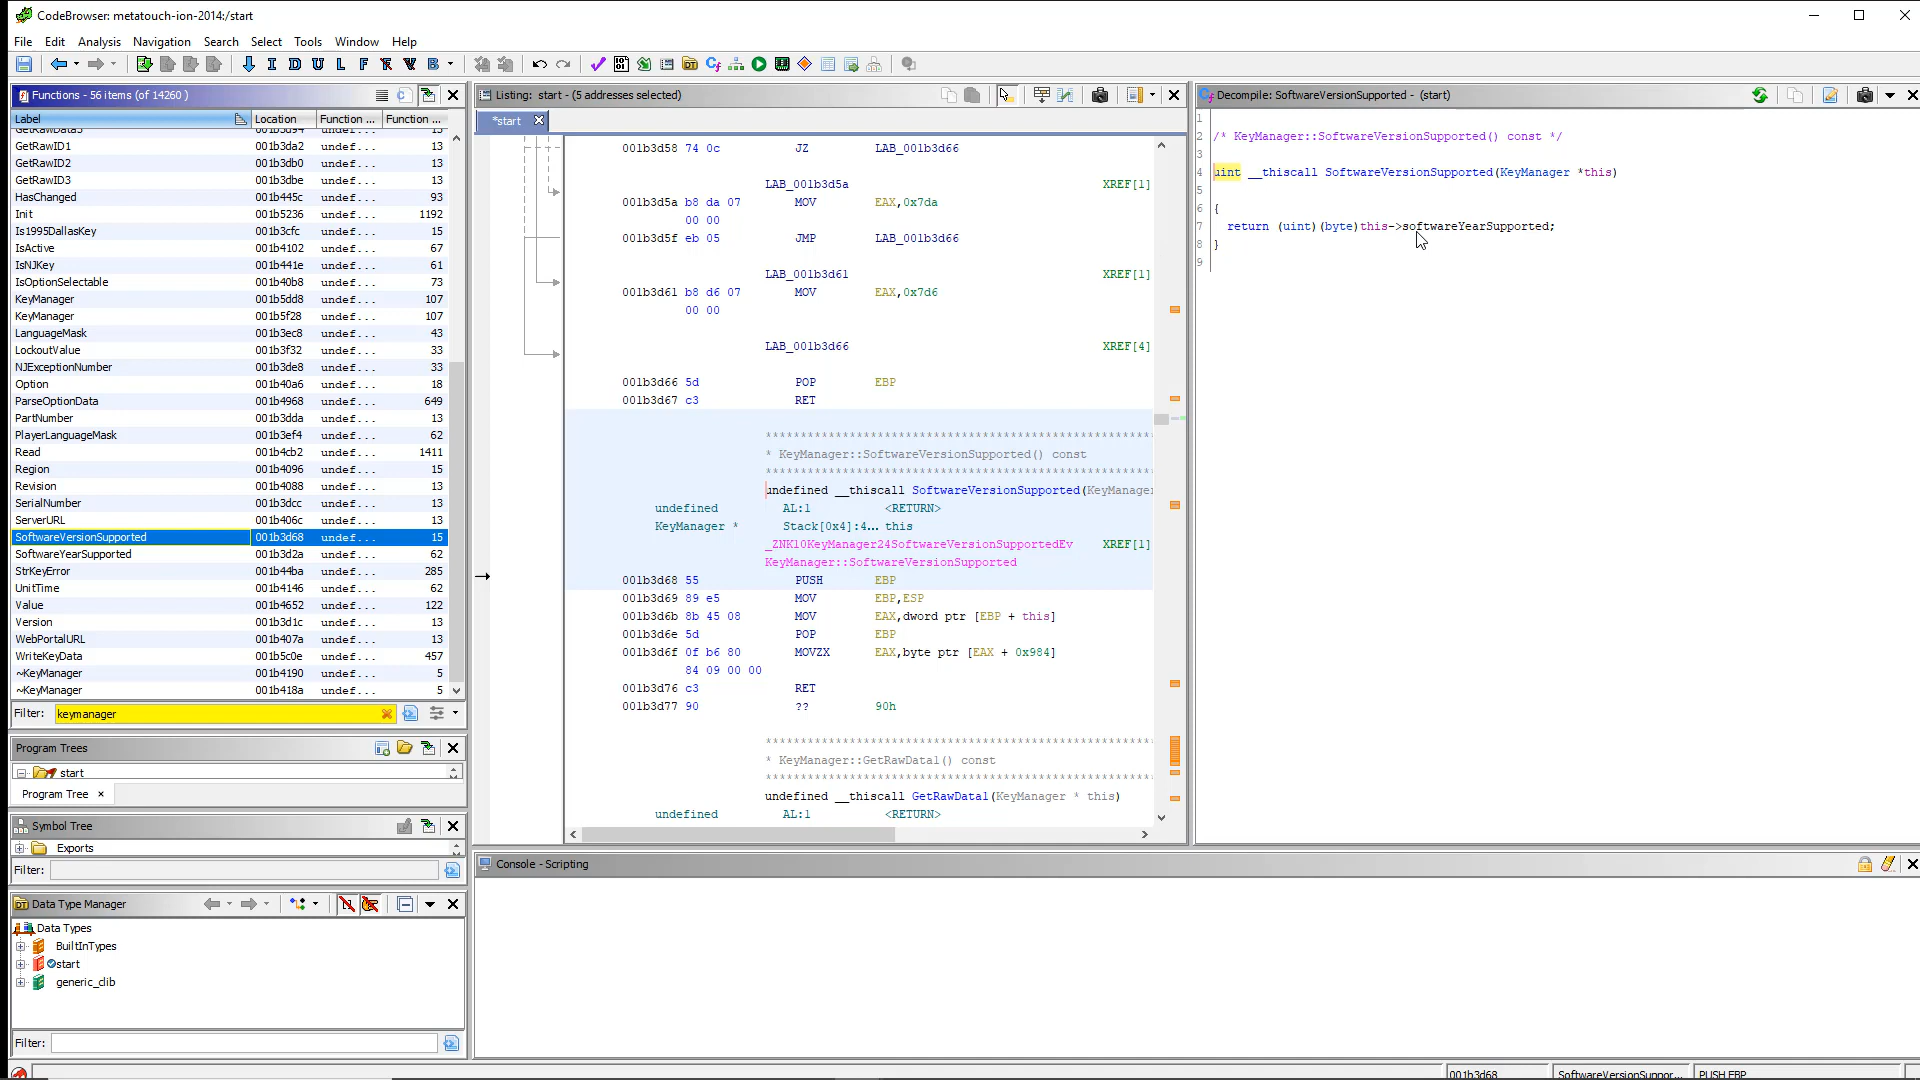 CodeBrowser: metatouch-ion-2014:/start
File Edit Analysis Navigation Search Select Tools Window Help
Functions - 56 items (of 14260 )
Label Location Function ... Function ...
GetRawData3 001b3d94 undef... 13
GetRawID1 001b3da2 undef... 13
GetRawID2 001b3db0 undef... 13
GetRawID3 001b3dbe undef... 13
HasChanged 001b445c undef... 93
Init 001b5236 undef... 1192
Is1995DallasKey 001b3cfc undef... 15
IsActive 001b4102 undef... 67
IsNJKey 001b441e undef... 61
IsOptionSelectable 001b40b8 undef... 73
KeyManager 001b5dd8 undef... 107
KeyManager 001b5f28 undef... 107
LanguageMask 001b3ec8 undef... 43
LockoutValue 001b3f32 undef... 33
NJExceptionNumber 001b3de8 undef... 33
Option 001b40a6 undef... 18
ParseOptionData 001b4968 undef... 649
PartNumber 001b3dda undef... 13
PlayerLanguageMask 001b3ef4 undef... 62
Read 001b4cb2 undef... 1411
Region 001b4096 undef... 15
Revision 001b4088 undef... 13
SerialNumber 001b3dcc undef... 13
ServerURL 001b406c undef... 13
SoftwareVersionSupported 001b3d68 undef... 15
SoftwareYearSupported 001b3d2a undef... 62
StrKeyError 001b44ba undef... 285
UnitTime 001b4146 undef... 62
Value 001b4652 undef... 122
Version 001b3d1c undef... 13
WebPortalURL 001b407a undef... 13
WriteKeyData 001b5c0e undef... 457
~KeyManager 001b4190 undef... 5
~KeyManager 001b418a undef... 5
Filter: keymanager
Program Trees
start
Program Tree ×
Symbol Tree
Exports
Filter:
Data Type Manager
Data Types
BuiltInTypes
start
generic_clib
Filter:
Listing: start - (5 addresses selected)
*start
001b3d58 74 0c JZ LAB_001b3d66
LAB_001b3d5a XREF[1]
001b3d5a b8 da 07 MOV EAX,0x7da
00 00
001b3d5f eb 05 JMP LAB_001b3d66
LAB_001b3d61 XREF[1]
001b3d61 b8 d6 07 MOV EAX,0x7d6
00 00
LAB_001b3d66 XREF[4]
001b3d66 5d POP EBP
001b3d67 c3 RET
* KeyManager::SoftwareVersionSupported() const
undefined __thiscall SoftwareVersionSupported(KeyManager
undefined AL:1 <RETURN>
KeyManager * Stack[0x4]:4... this
_ZNK10KeyManager24SoftwareVersionSupportedEv XREF[1]
KeyManager::SoftwareVersionSupported
001b3d68 55 PUSH EBP
001b3d69 89 e5 MOV EBP,ESP
001b3d6b 8b 45 08 MOV EAX,dword ptr [EBP + this]
001b3d6e 5d POP EBP
001b3d6f 0f b6 80 MOVZX EAX,byte ptr [EAX + 0x984]
84 09 00 00
001b3d76 c3 RET
001b3d77 90 ?? 90h
* KeyManager::GetRawData1() const
undefined __thiscall GetRawData1(KeyManager * this)
undefined AL:1 <RETURN>
Decompile: SoftwareVersionSupported - (start)
1
2 /* KeyManager::SoftwareVersionSupported() const */
3
4 uint __thiscall SoftwareVersionSupported(KeyManager *this)
5
6 {
7 return (uint)(byte)this->softwareYearSupported;
8 }
9
Console - Scripting
001b3d68 SoftwareVersionSuppor... PUSH EBP